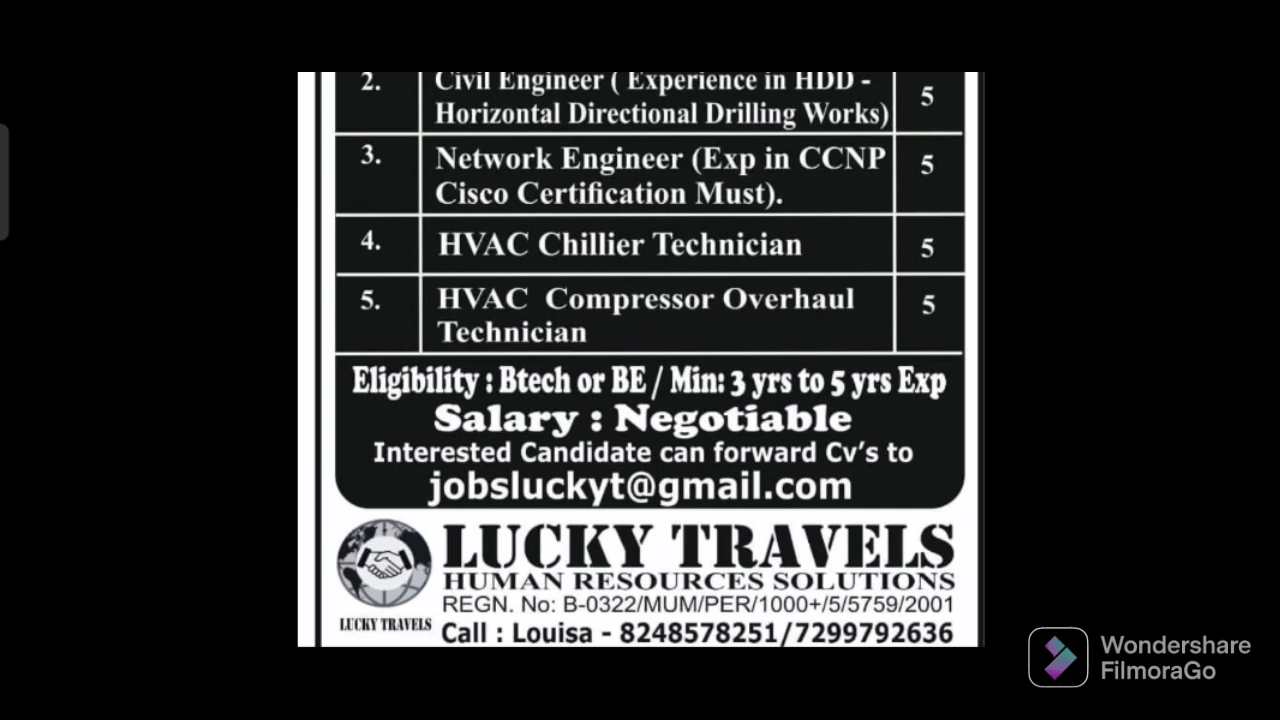 2.
Civil Engineer ( Experience in HDD -
Horizontal Directional Drilling Works)
5
3.
Network Engineer (Exp in CCNP
Cisco Certification Must).
5
4.
HVAC Chillier Technician
5
5.
HVAC Compressor Overhaul
Technician
5
Eligibility : Btech or BE / Min: 3 yrs to 5 yrs Exp
Salary : Negotiable
Interested Candidate can forward Cv's to
jobsluckyt@gmail.com
LUCKY TRAVELS
HUMAN RESOURCES SOLUTIONS
REGN. No: B-0322/MUM/PER/1000+/5/5759/2001
LUCKY TRAVELS
Call : Louisa - 8248578251/7299792636
Wondershare
FilmoraGo